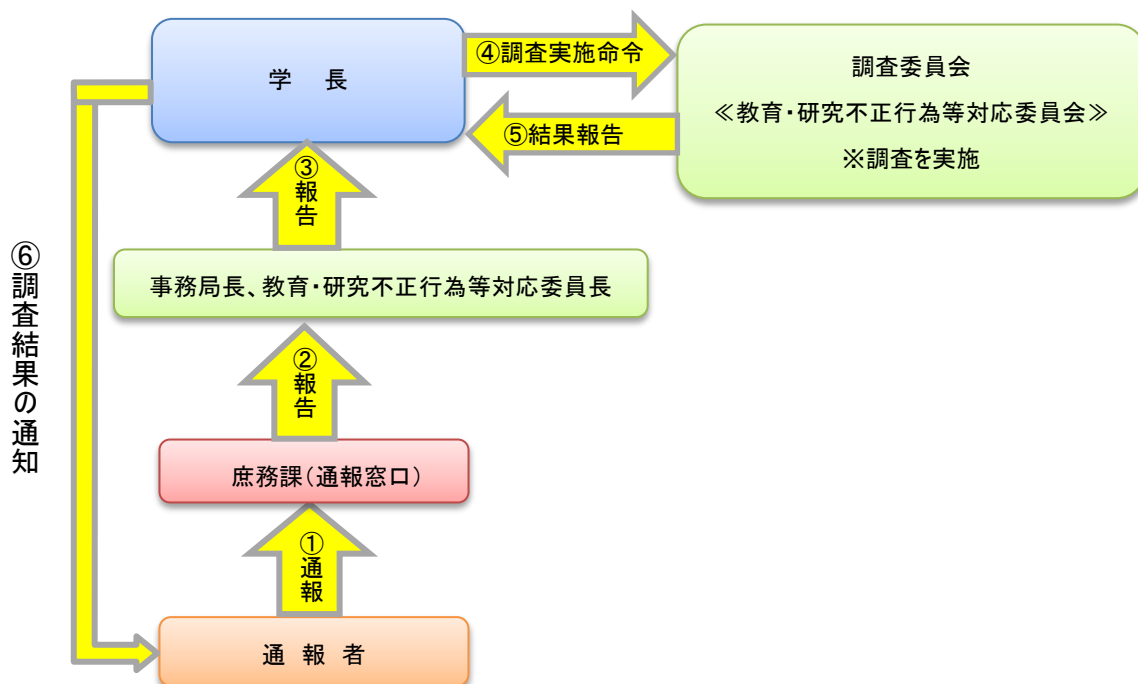 学 長
④調査実施命令
調査委員会
≪教育・研究不正行為等対応委員会≫
※調査を実施
⑤結果報告
③報告
事務局長、教育・研究不正行為等対応委員長
②報告
庶務課(通報窓口)
①通報
通 報 者
⑥調査結果の通知